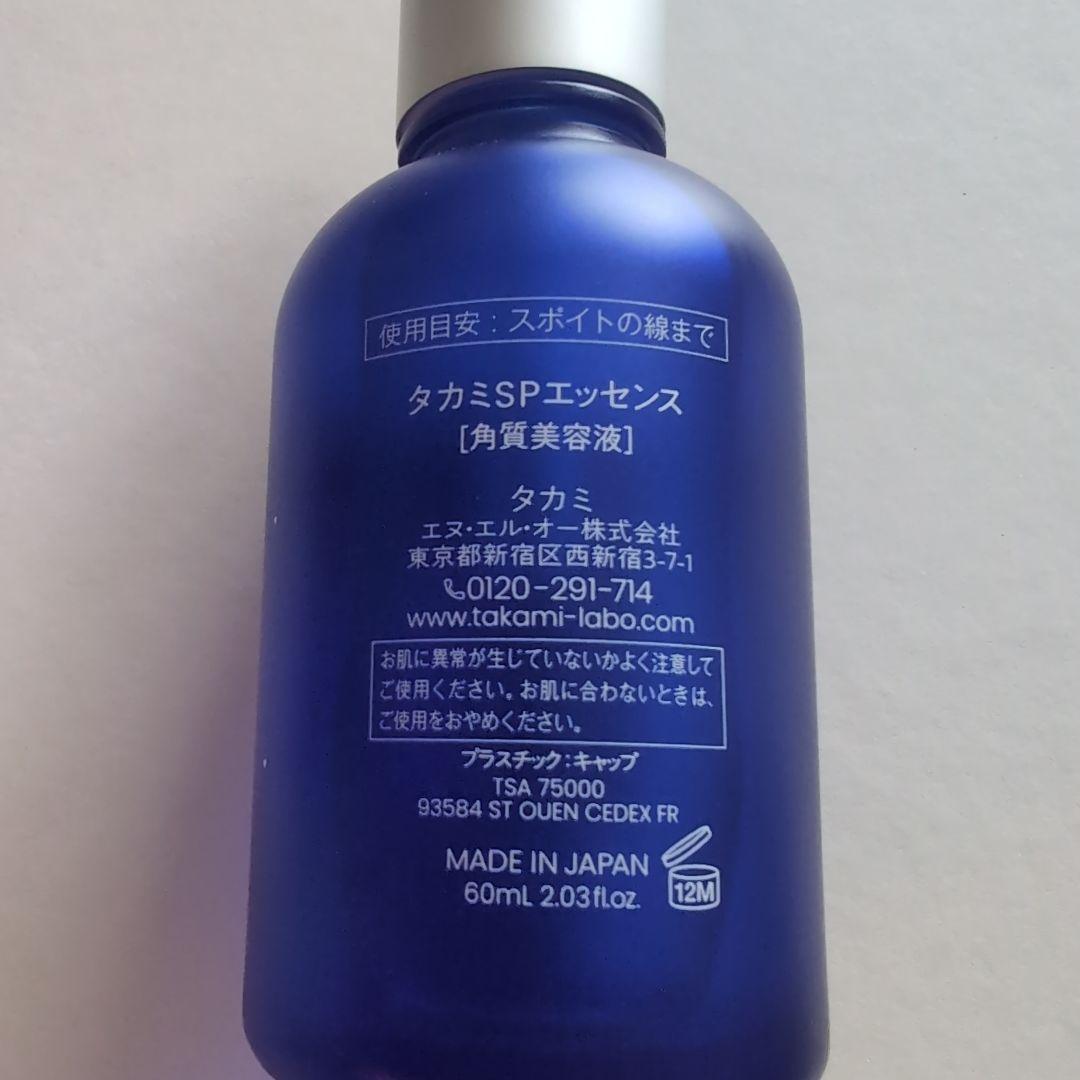 使用目安：スポイトの線まで
タカミSPエッセンス
[角質美容液]
タカミ
エヌ・エル・オー株式会社
東京都新宿区西新宿3-7-1
0120-291-714
www.takami-labo.com
お肌に異常が生じていないかよく注意して
ご使用ください。お肌に合わないときは、
ご使用をおやめください。
プラスチック：キャップ
TSA 75000
93584 ST OUEN CEDEX FR
MADE IN JAPAN
60mL 2.03fl.oz.
12M